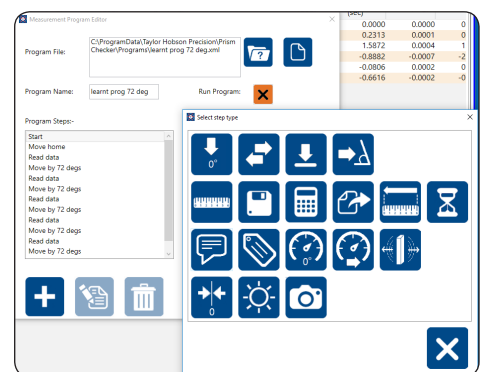 Measurement Program Editor
(sec)
0.0000 0.0000 0
0.2313 0.0001 0
1.5872 0.0004 1
-0.8882 -0.0007 -2
-0.0806 0.0002 0
-0.6616 -0.0002 -0
Program File:
C:\ProgramData\Taylor Hobson Precision\Prism
Checker\Programs\learnt prog 72 deg.xml
Program Name:
learnt prog 72 deg
Run Program:
Program Steps:-
Start
Move home
Read data
Move by 72 degs
Read data
Move by 72 degs
Read data
Move by 72 degs
Read data
Move by 72 degs
Read data
Move by 72 degs
Select step type
0°
0°
0